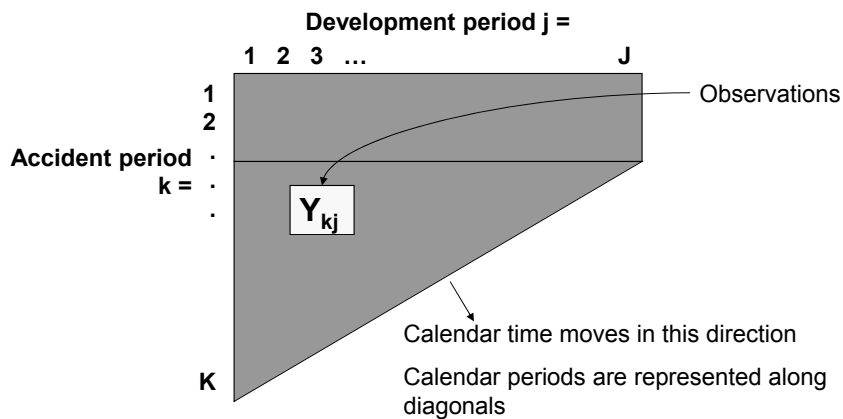 Development period j =
1 2 3 … J
Observations
1
2
Accident period ·
k = ·
·
Y_kj
Calendar time moves in this direction
K
Calendar periods are represented along
diagonals